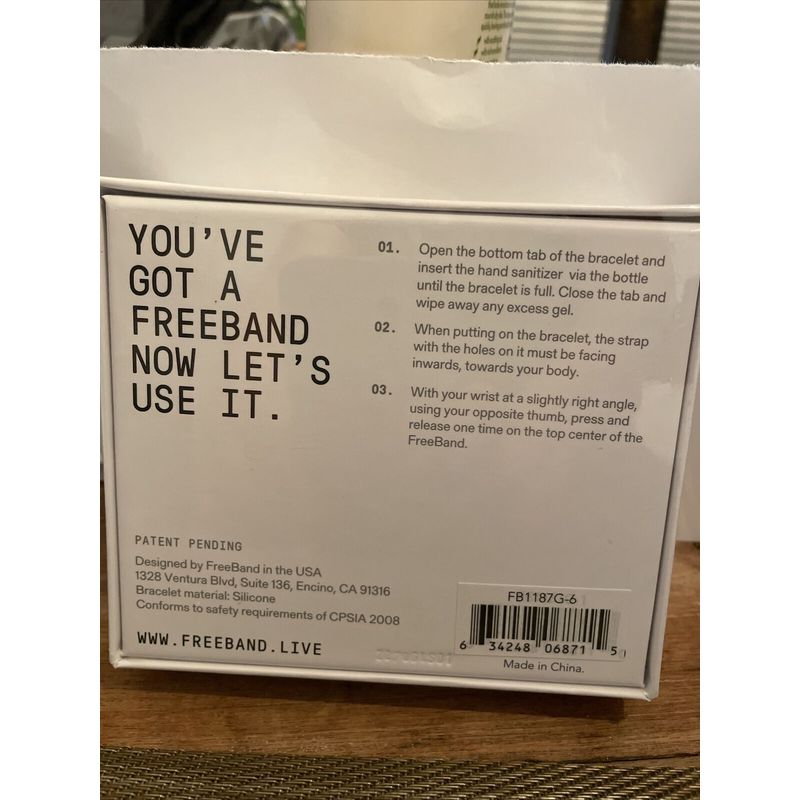 YOU'VE
GOT A
FREEBAND
NOW LET'S
USE IT.
01. Open the bottom tab of the bracelet and
insert the hand sanitizer via the bottle
until the bracelet is full. Close the tab and
wipe away any excess gel.
02. When putting on the bracelet, the strap
with the holes on it must be facing
inwards, towards your body.
03. With your wrist at a slightly right angle,
using your opposite thumb, press and
release one time on the top center of the
FreeBand.
PATENT PENDING
Designed by FreeBand in the USA
1328 Ventura Blvd, Suite 136, Encino, CA 91316
Bracelet material: Silicone
Conforms to safety requirements of CPSIA 2008
WWW.FREEBAND.LIVE
FB1187G-6
6 34248 06871 5
Made in China.